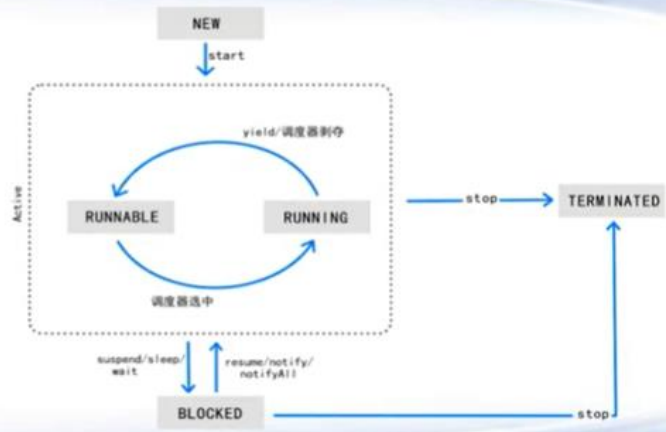 NEW
start
yield/调度器剥夺
Active
RUNNABLE
RUNNING
stop
TERMINATED
调度器选中
suspend/sleep/
wait
resume/notify/
notifyAll
BLOCKED
stop